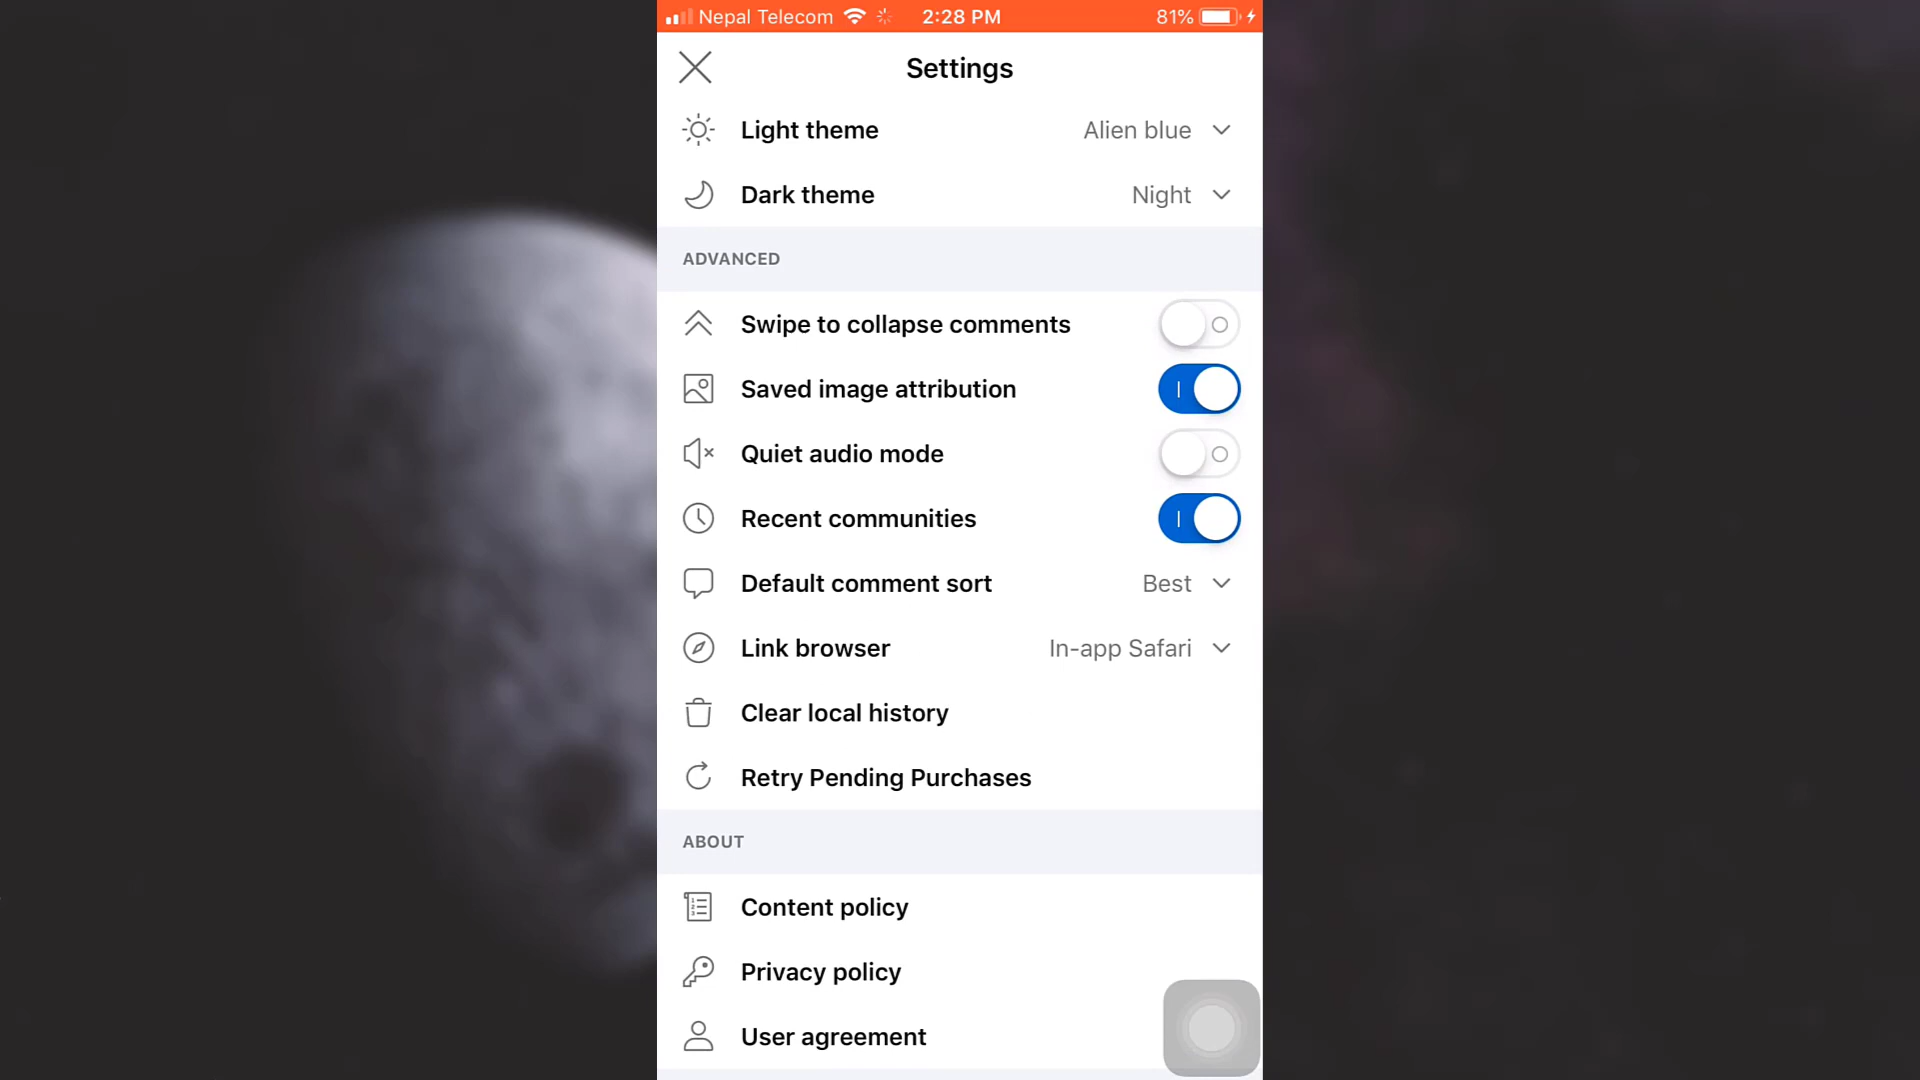 Nepal Telecom 2:28 PM 81%
Settings
Light theme Alien blue
Dark theme Night
ADVANCED
Swipe to collapse comments
Saved image attribution
Quiet audio mode
Recent communities
Default comment sort Best
Link browser In-app Safari
Clear local history
Retry Pending Purchases
ABOUT
Content policy
Privacy policy
User agreement